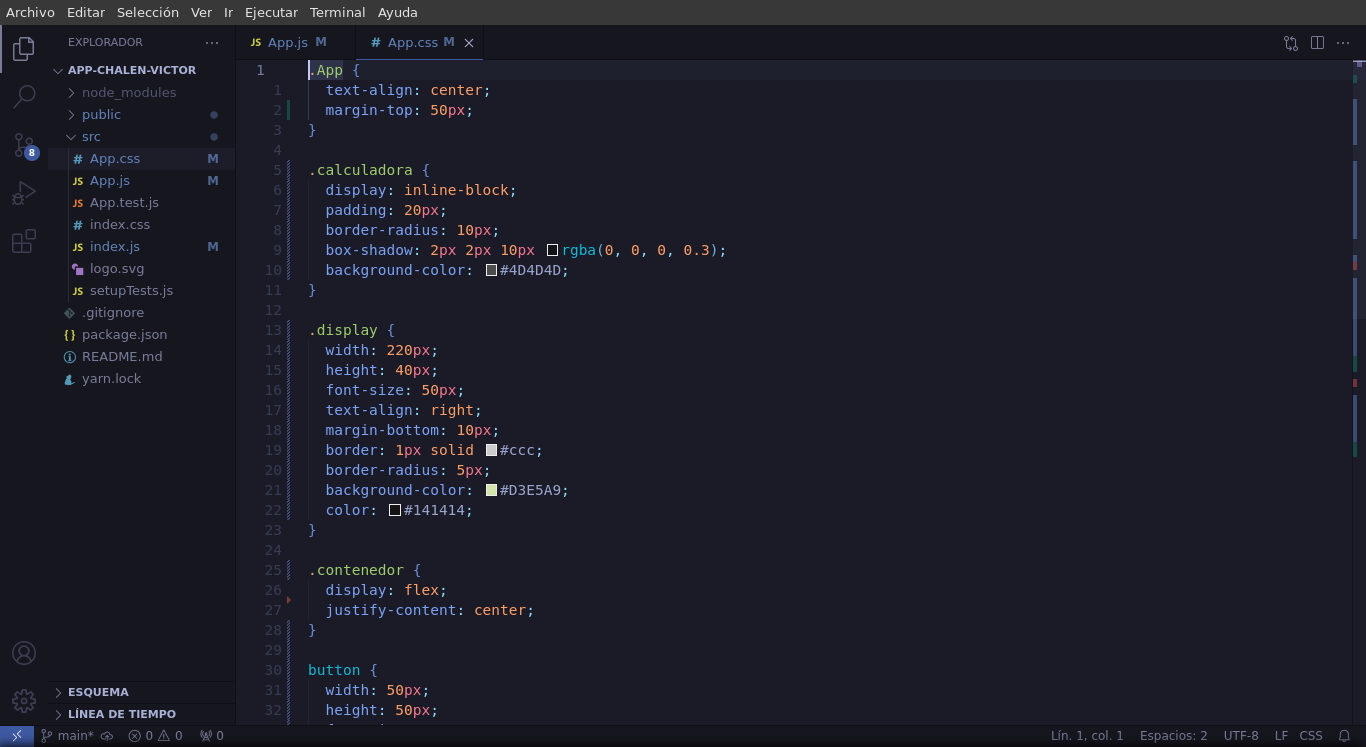 Archivo Editar Selección Ver Ir Ejecutar Terminal Ayuda
EXPLORADOR ···
APP-CHALEN-VICTOR
node_modules
public
src
# App.css M
JS App.js M
JS App.test.js
# index.css
JS index.js M
logo.svg
JS setupTests.js
.gitignore
{} package.json
README.md
yarn.lock
8
ESQUEMA
LÍNEA DE TIEMPO
JS App.js M # App.css M
1 .App {
1 text-align: center;
2 margin-top: 50px;
3 }
4
5 .calculadora {
6 display: inline-block;
7 padding: 20px;
8 border-radius: 10px;
9 box-shadow: 2px 2px 10px rgba(0, 0, 0, 0.3);
10 background-color: #4D4D4D;
11 }
12
13 .display {
14 width: 220px;
15 height: 40px;
16 font-size: 50px;
17 text-align: right;
18 margin-bottom: 10px;
19 border: 1px solid #ccc;
20 border-radius: 5px;
21 background-color: #D3E5A9;
22 color: #141414;
23 }
24
25 .contenedor {
26 display: flex;
27 justify-content: center;
28 }
29
30 button {
31 width: 50px;
32 height: 50px;
main* 0 0 0 Lín. 1, col. 1 Espacios: 2 UTF-8 LF CSS